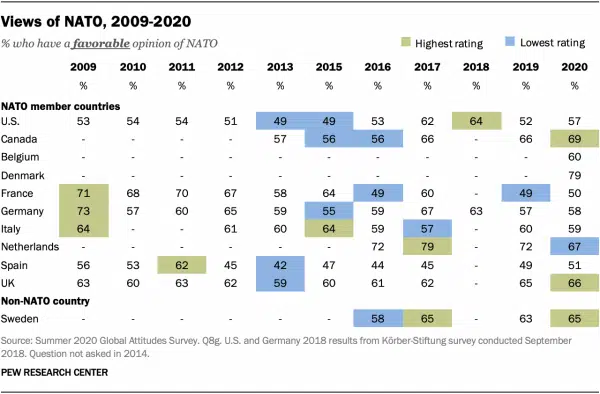 Views of NATO, 2009-2020
% who have a favorable opinion of NATO
Highest rating Lowest rating
2009 2010 2011 2012 2013 2015 2016 2017 2018 2019 2020
% % % % % % % % % % %
NATO member countries
U.S. 53 54 54 51 49 49 53 62 64 52 57
Canada - - - - 57 56 56 66 - 66 69
Belgium - - - - - - - - - - 60
Denmark - - - - - - - - - - 79
France 71 68 70 67 58 64 49 60 - 49 50
Germany 73 57 60 65 59 55 59 67 63 57 58
Italy 64 - - 61 60 64 59 57 - 60 59
Netherlands - - - - - - 72 79 - 72 67
Spain 56 53 62 45 42 47 44 45 - 49 51
UK 63 60 63 62 59 60 61 62 - 65 66
Non-NATO country
Sweden - - - - - - 58 65 - 63 65
Source: Summer 2020 Global Attitudes Survey. Q8g. U.S. and Germany 2018 results from Körber-Stiftung survey conducted September
2018. Question not asked in 2014.
PEW RESEARCH CENTER